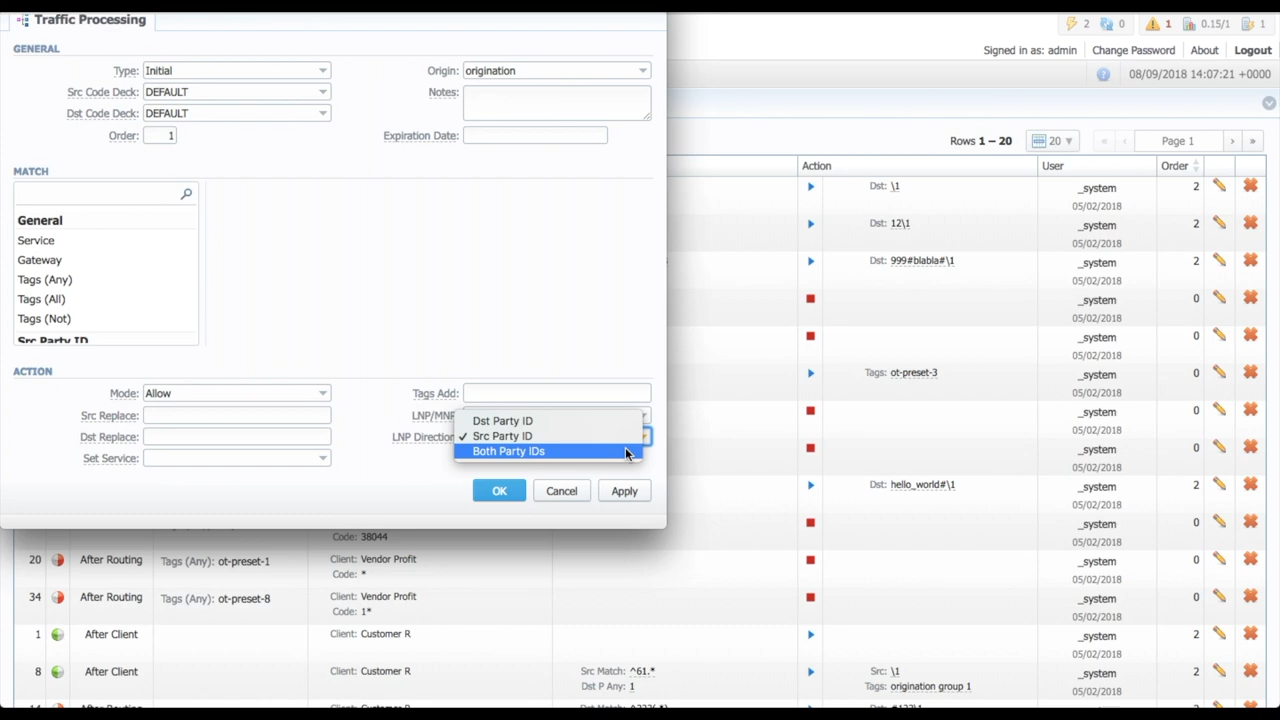 Traffic Processing
2 0 1 0.15/1 1
Signed in as: admin Change Password About Logout
08/09/2018 14:07:21 +0000
GENERAL
Type: Initial
Origin: origination
Src Code Deck: DEFAULT
Notes:
Dst Code Deck: DEFAULT
Order: 1
Expiration Date:
MATCH
General
Service
Gateway
Tags (Any)
Tags (All)
Tags (Not)
Src Party ID
ACTION
Mode: Allow
Tags Add:
Src Replace:
LNP/MNP
Dst Replace:
LNP Direction
Set Service:
Dst Party ID
✓ Src Party ID
Both Party IDs
OK Cancel Apply
Rows 1 – 20 20 « ‹ Page 1 › »
Action User Order
Dst: \1 _system 2
05/02/2018
Dst: 12\1 _system 2
05/02/2018
Dst: 999#blabla#\1 _system 2
05/02/2018
_system 0
05/02/2018
_system 0
05/02/2018
Tags: ot-preset-3 _system 0
05/02/2018
_system 0
05/02/2018
_system 0
05/02/2018
Dst: hello_world#\1 _system 2
05/02/2018
_system 0
Code: 38044 05/02/2018
20 After Routing Tags (Any): ot-preset-1 Client: Vendor Profit _system 0
Code: * 05/02/2018
34 After Routing Tags (Any): ot-preset-8 Client: Vendor Profit _system 0
Code: 1* 05/02/2018
1 After Client Client: Customer R _system 2
05/02/2018
8 After Client Client: Customer R Src Match: ^61.* Src: \1 _system 2
Dst P Any: 1 Tags: origination group 1 05/02/2018